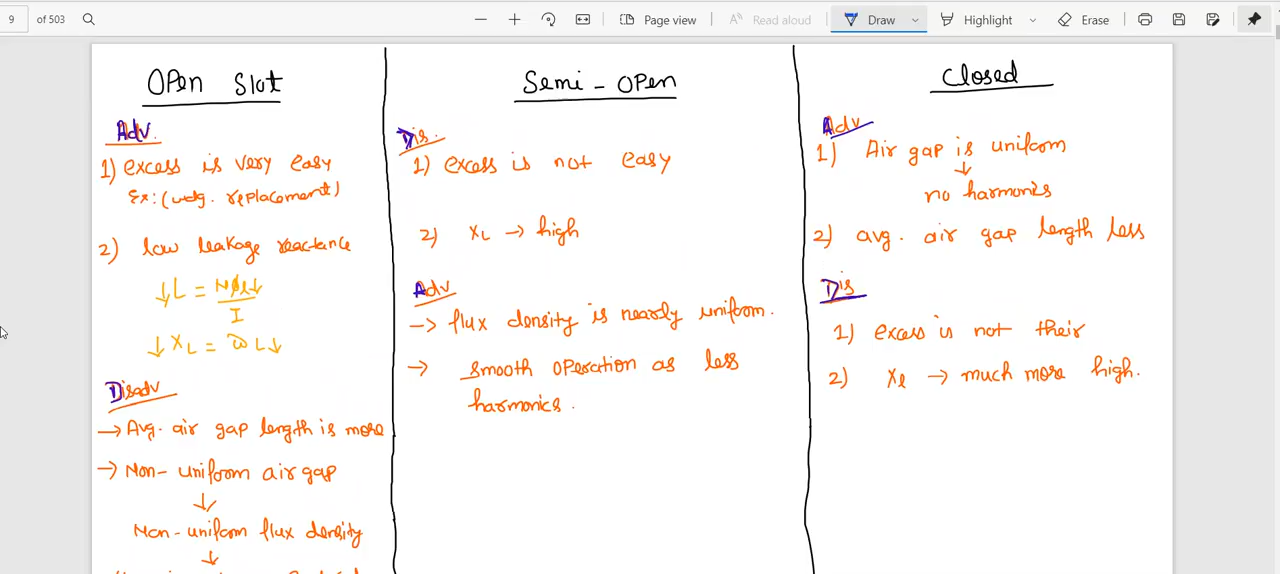 9 of 503
Page view
Read aloud
Draw
Highlight
Erase
Open Slot
Adv.
1) excess is very easy
Ex: (wdg. replacement)
2) low leakage reactance
↓L = Nφ↓
I
↓XL = ωL↓
Disadv
→ Avg. air gap length is more
→ Non-uniform air gap
↓
Non-uniform flux density
↓
Semi - Open
Dis.
1) excess is not easy
2) XL → high
Adv
→ flux density is nearly uniform.
→ smooth operation as less
harmonics.
Closed
Adv
1) Air gap is uniform
↓
no harmonics
2) avg. air gap length less
Dis
1) excess is not their
2) Xl → much more high.